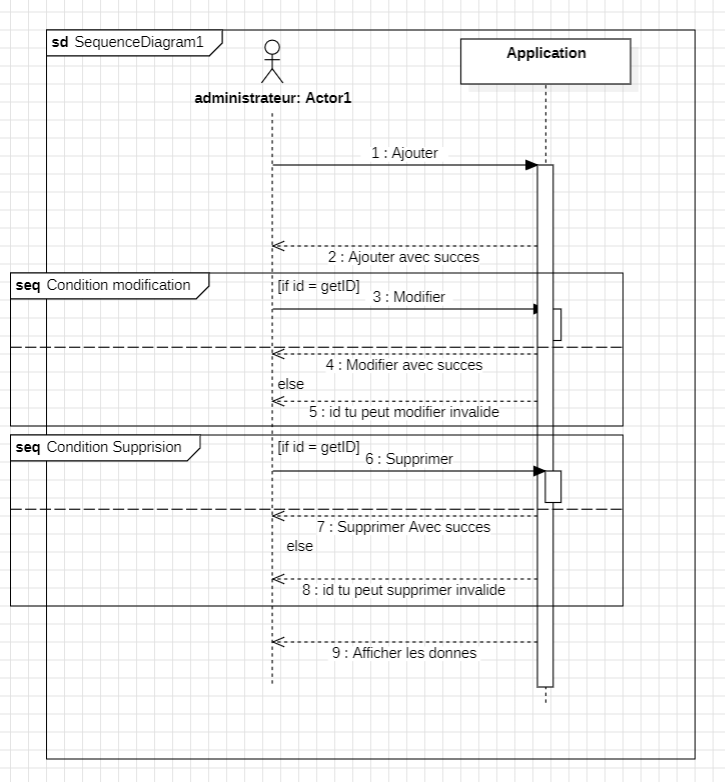 sd SequenceDiagram1
Application
administrateur: Actor1
1 : Ajouter
2 : Ajouter avec succes
seq Condition modification
[if id = getID]
3 : Modifier
4 : Modifier avec succes
else
5 : id tu peut modifier invalide
seq Condition Supprision
[if id = getID]
6 : Supprimer
7 : Supprimer Avec succes
else
8 : id tu peut supprimer invalide
9 : Afficher les donnes